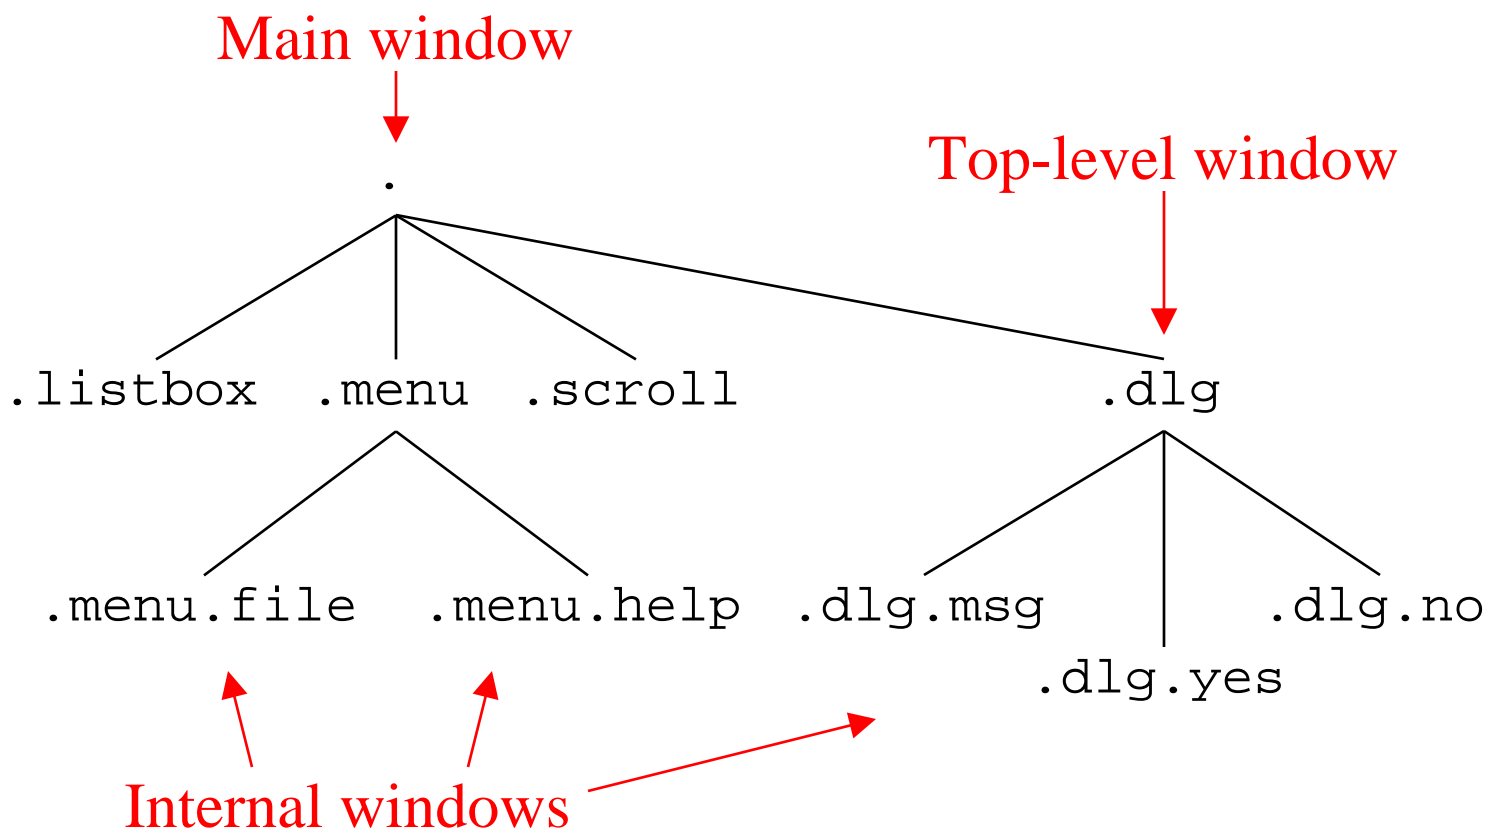 Main window
Top-level window
.
.listbox .menu .scroll .dlg
.menu.file .menu.help .dlg.msg .dlg.no
.dlg.yes
Internal windows